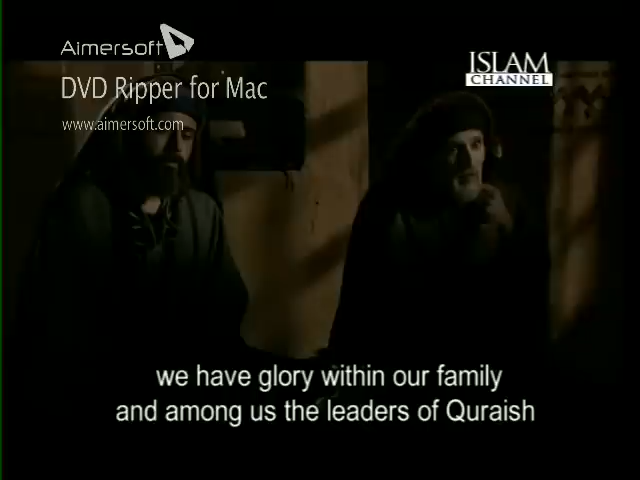 Aimersoft
DVD Ripper for Mac
www.aimersoft.com
ISLAM
CHANNEL
we have glory within our family
and among us the leaders of Quraish